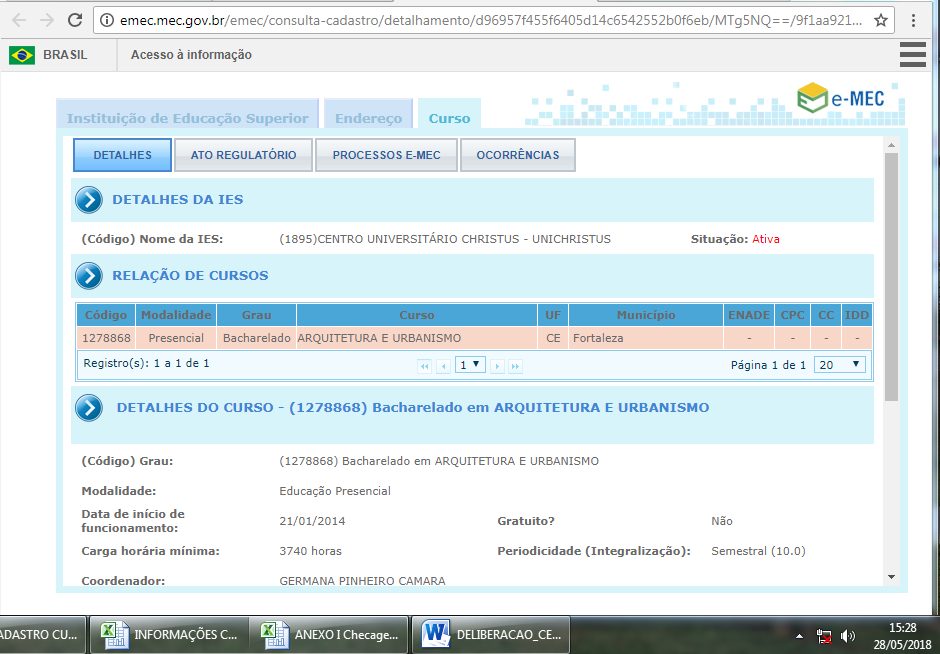 emec.mec.gov.br/emec/consulta-cadastro/detalhamento/d96957f455f6405d14c6542552b0f6eb/MTg5NQ==/9f1aa921...
BRASIL Acesso à informação
e-MEC
Instituição de Educação Superior Endereço Curso
DETALHES ATO REGULATÓRIO PROCESSOS E-MEC OCORRÊNCIAS
DETALHES DA IES
(Código) Nome da IES: (1895)CENTRO UNIVERSITÁRIO CHRISTUS - UNICHRISTUS Situação: Ativa
RELAÇÃO DE CURSOS
Código Modalidade Grau Curso UF Município ENADE CPC CC IDD
1278868 Presencial Bacharelado ARQUITETURA E URBANISMO CE Fortaleza - - - -
Registro(s): 1 a 1 de 1 1 Página 1 de 1 20
DETALHES DO CURSO - (1278868) Bacharelado em ARQUITETURA E URBANISMO
(Código) Grau: (1278868) Bacharelado em ARQUITETURA E URBANISMO
Modalidade: Educação Presencial
Data de início de
funcionamento: 21/01/2014 Gratuito? Não
Carga horária mínima: 3740 horas Periodicidade (Integralização): Semestral (10.0)
Coordenador: GERMANA PINHEIRO CAMARA
ADASTRO CU... INFORMAÇÕES C... ANEXO I Checage... DELIBERACAO_CE... 15:28
28/05/2018